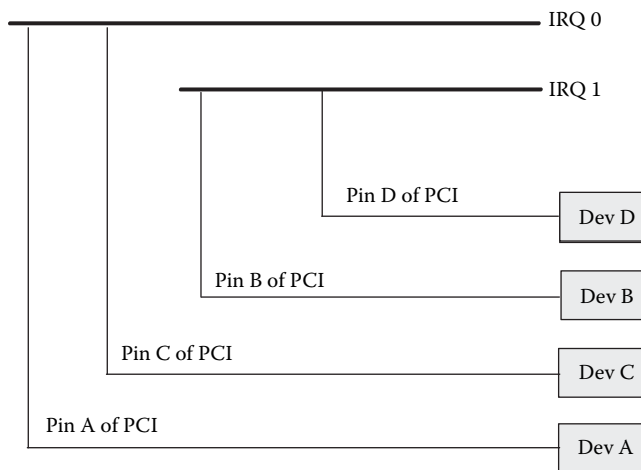 IRQ 0
IRQ 1
Pin D of PCI
Dev D
Pin B of PCI
Dev B
Pin C of PCI
Dev C
Pin A of PCI
Dev A